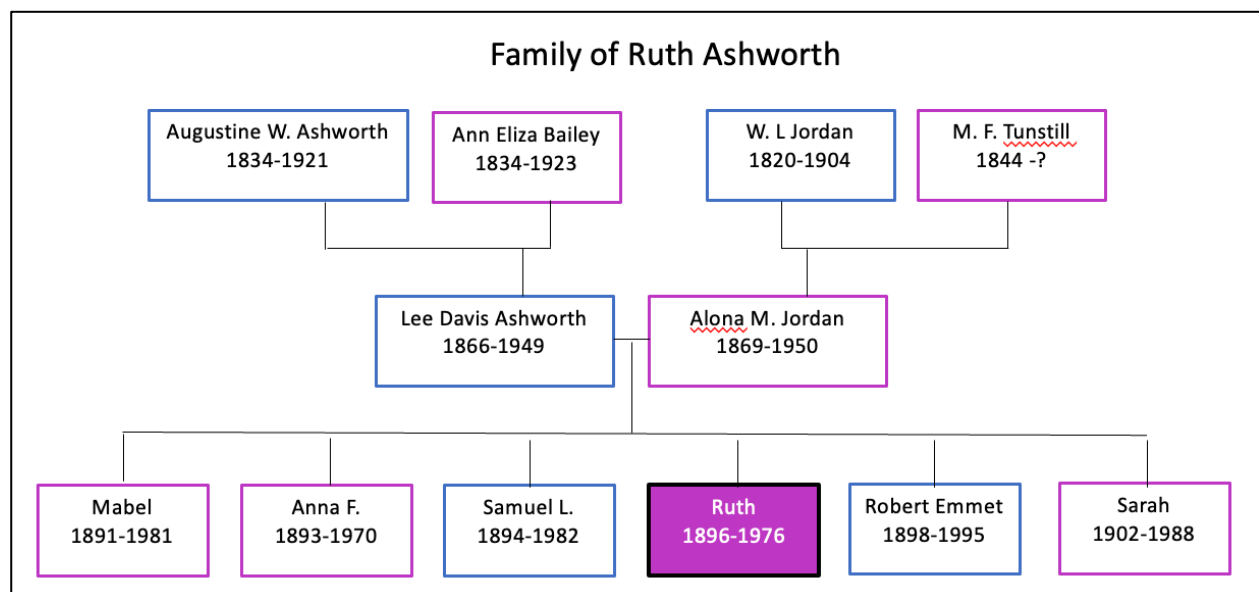 Family of Ruth Ashworth
Augustine W. Ashworth
1834-1921
Ann Eliza Bailey
1834-1923
W. L Jordan
1820-1904
M. F. Tunstill
1844 -?
Lee Davis Ashworth
1866-1949
Alona M. Jordan
1869-1950
Mabel
1891-1981
Anna F.
1893-1970
Samuel L.
1894-1982
Ruth
1896-1976
Robert Emmet
1898-1995
Sarah
1902-1988